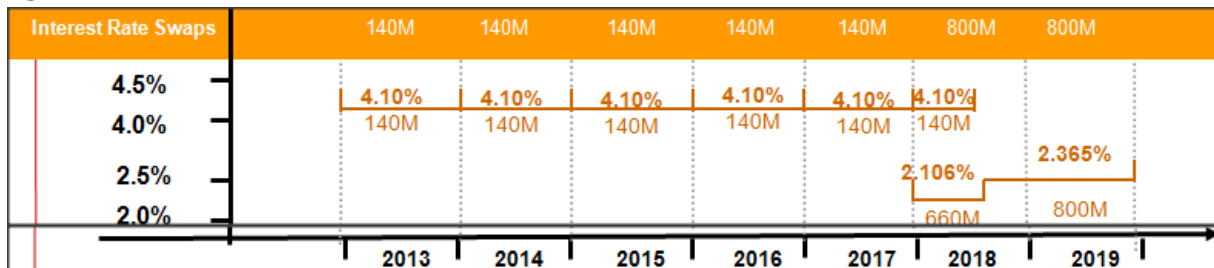 Interest Rate Swaps 140M 140M 140M 140M 140M 800M 800M
4.5%
4.10% 4.10% 4.10% 4.10% 4.10% 4.10%
4.0% 140M 140M 140M 140M 140M 140M
2.365%
2.5% 2.106%
2.0% 660M 800M
2013 2014 2015 2016 2017 2018 2019